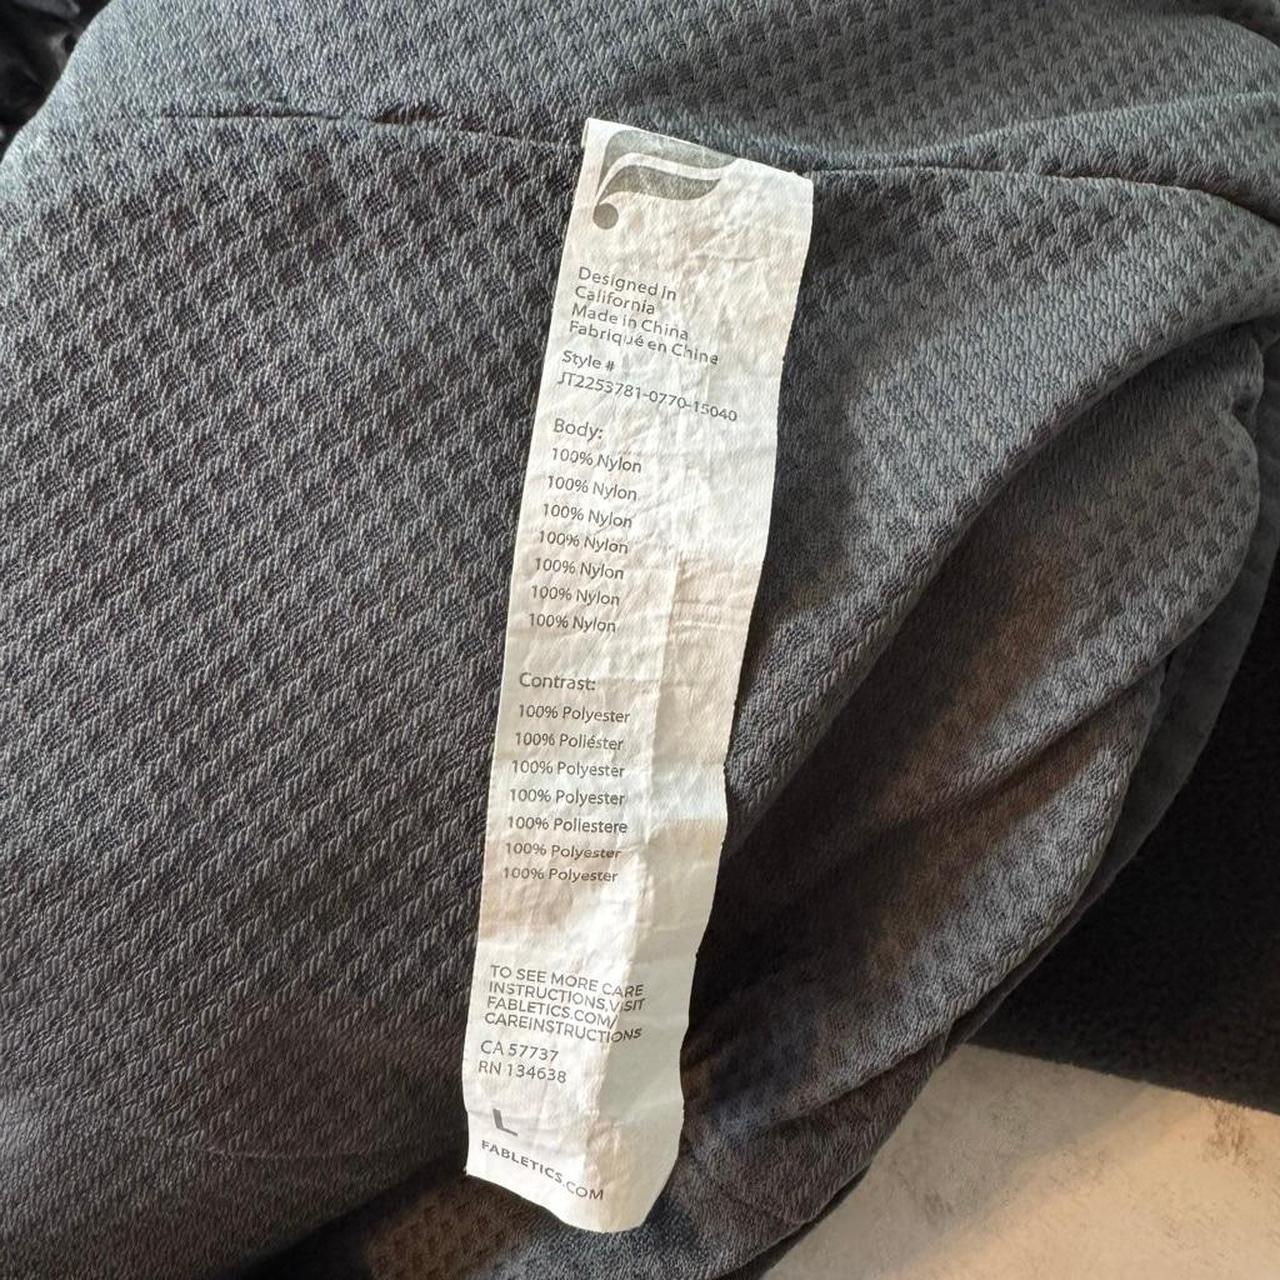 Designed in
California
Made in China
Fabriqué en Chine
Style #
JT2253781-0770-15040
Body:
100% Nylon
100% Nylon
100% Nylon
100% Nylon
100% Nylon
100% Nylon
100% Nylon
Contrast:
100% Polyester
100% Poliéster
100% Polyester
100% Polyester
100% Poliestere
100% Polyester
100% Polyester
TO SEE MORE CARE
INSTRUCTIONS,VISIT
FABLETICS.COM/
CAREINSTRUCTIONS
CA 57737
RN 134638
L
FABLETICS.COM